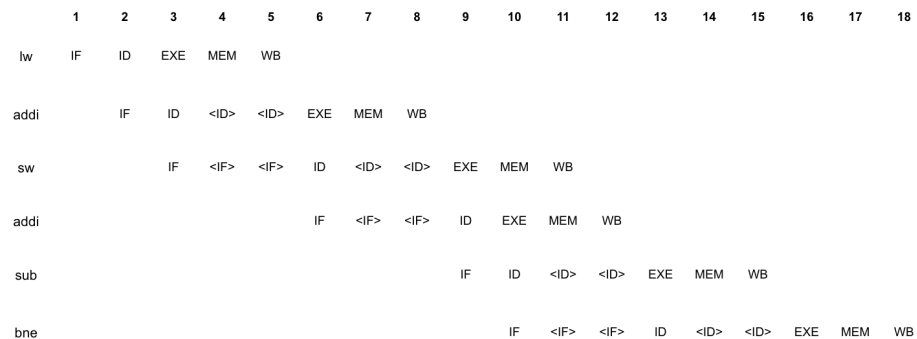 1 2 3 4 5 6 7 8 9 10 11 12 13 14 15 16 17 18
lw IF ID EXE MEM WB
addi IF ID <ID> <ID> EXE MEM WB
sw IF <IF> <IF> ID <ID> <ID> EXE MEM WB
addi IF <IF> <IF> ID EXE MEM WB
sub IF ID <ID> <ID> EXE MEM WB
bne IF <IF> <IF> ID <ID> <ID> EXE MEM WB